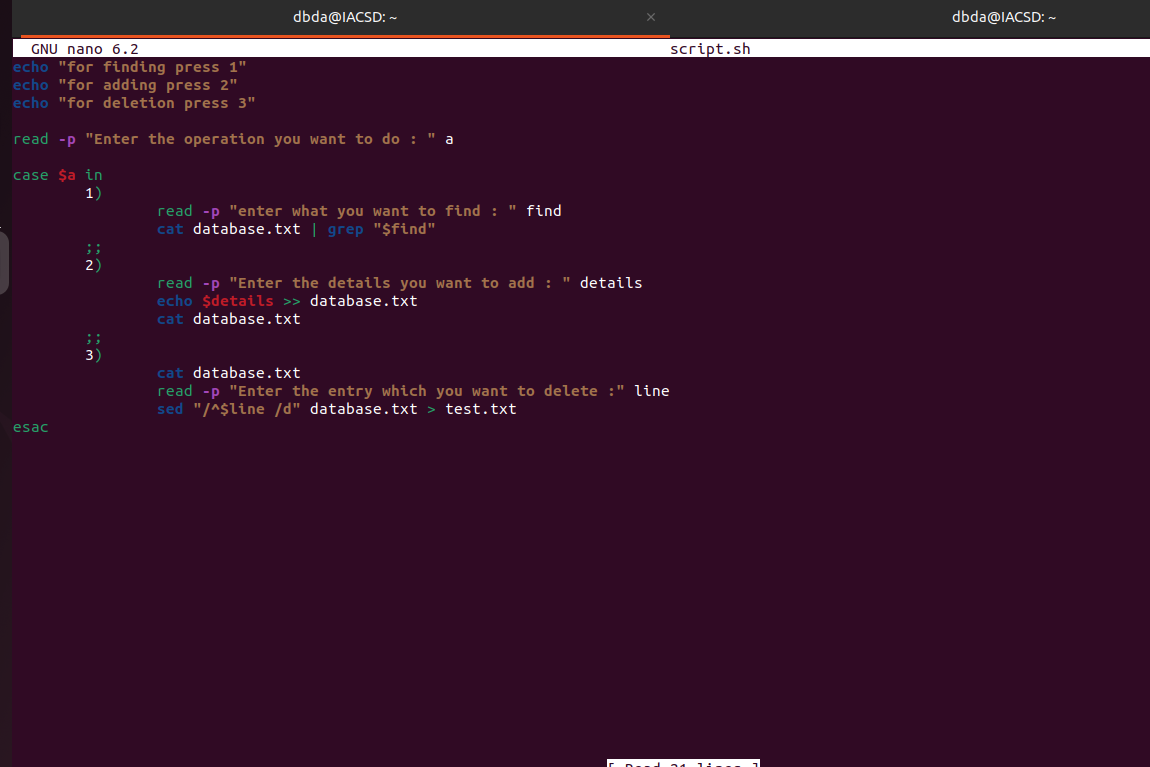 dbda@IACSD: ~ × dbda@IACSD: ~
GNU nano 6.2 script.sh
echo "for finding press 1"
echo "for adding press 2"
echo "for deletion press 3"
read -p "Enter the operation you want to do : " a
case $a in
1)
read -p "enter what you want to find : " find
cat database.txt | grep "$find"
;;
2)
read -p "Enter the details you want to add : " details
echo $details >> database.txt
cat database.txt
;;
3)
cat database.txt
read -p "Enter the entry which you want to delete :" line
sed "/^$line /d" database.txt > test.txt
esac
[ Read 21 lines ]